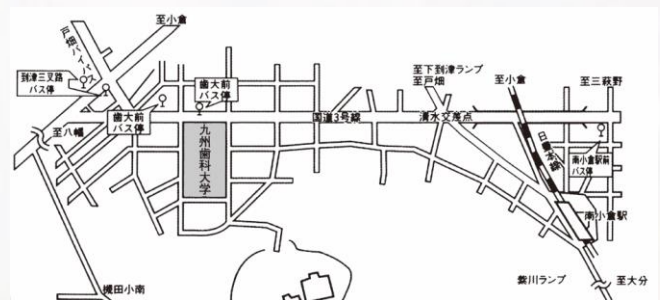 至小倉
戸畑バイパス
到津三叉路
バス停
歯大前
バス停
歯大前
バス停
至八幡
九州歯科大学
国道3号線
至下到津ランプ
至戸畑
清水交差点
至小倉
日豊本線
至三萩野
南小倉駅前
バス停
南小倉駅
槻田小南
紫川ランプ
至大分